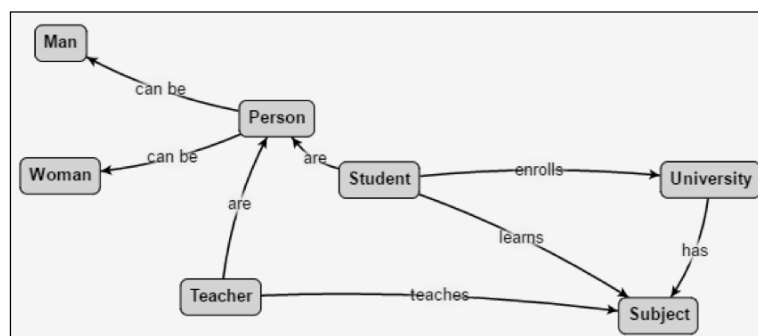 Man
can be
Person
can be
are
Woman
Student
enrolls
University
are
learns
has
Teacher
teaches
Subject